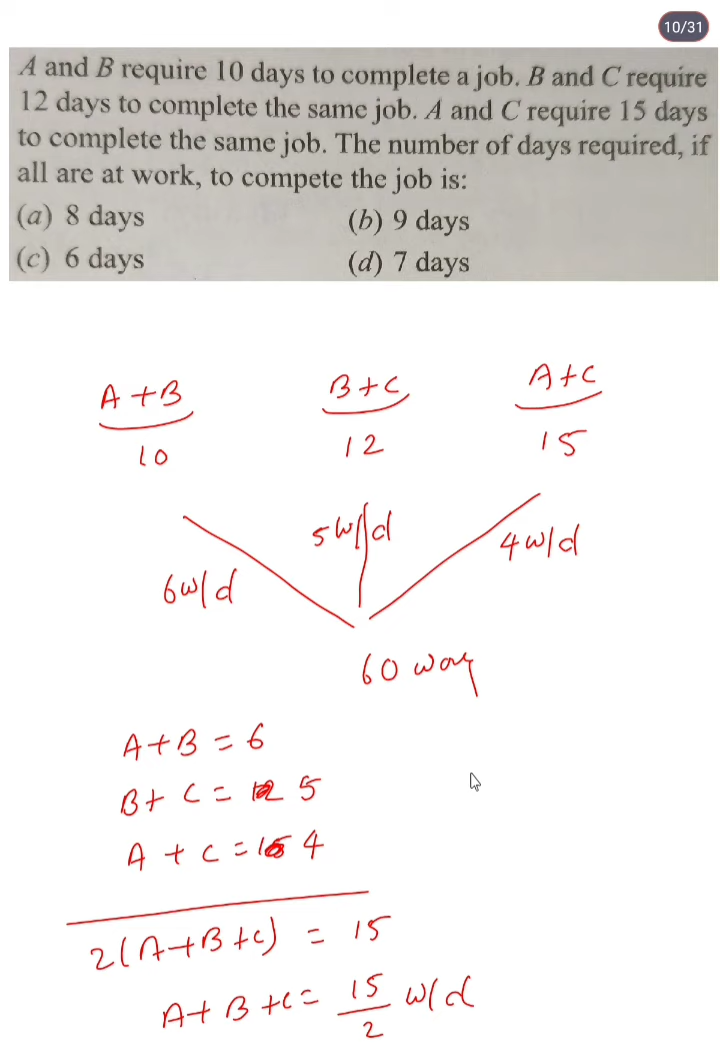 10/31
A and B require 10 days to complete a job. B and C require
12 days to complete the same job. A and C require 15 days
to complete the same job. The number of days required, if
all are at work, to compete the job is:
(a) 8 days (b) 9 days
(c) 6 days (d) 7 days
A+B B+C A+C
10 12 15
5w/d 4w/d
6w/d
60
A+B = 6
B+C = 5
A+C = 4
2(A+B+C) = 15
A+B+C = 15/2 w/d